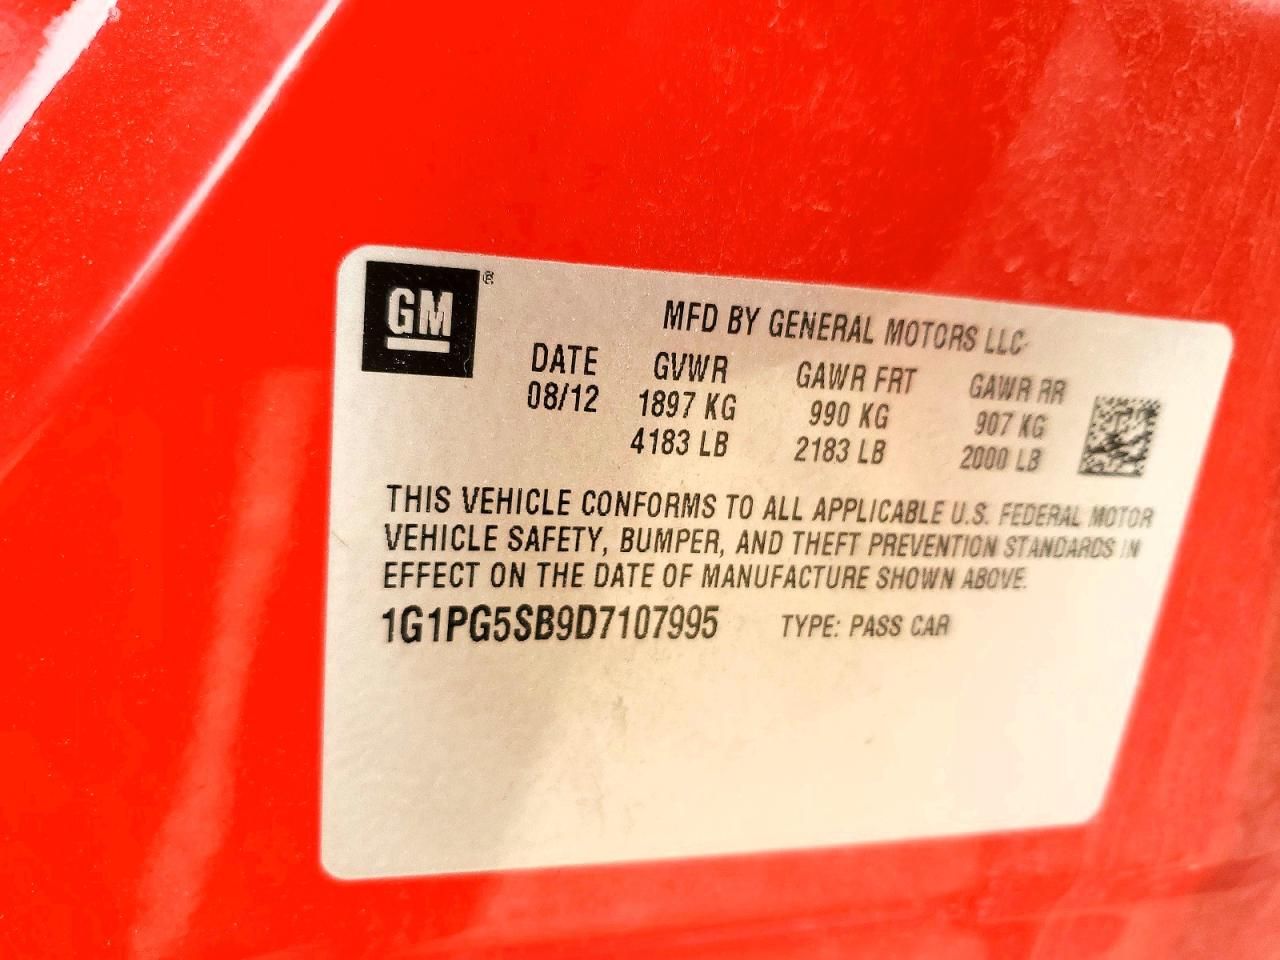 GM ®
MFD BY GENERAL MOTORS LLC
DATE GVWR GAWR FRT GAWR RR
08/12 1897 KG 990 KG 907 KG
4183 LB 2183 LB 2000 LB
THIS VEHICLE CONFORMS TO ALL APPLICABLE U.S. FEDERAL MOTOR
VEHICLE SAFETY, BUMPER, AND THEFT PREVENTION STANDARDS IN
EFFECT ON THE DATE OF MANUFACTURE SHOWN ABOVE.
1G1PG5SB9D7107995 TYPE: PASS CAR